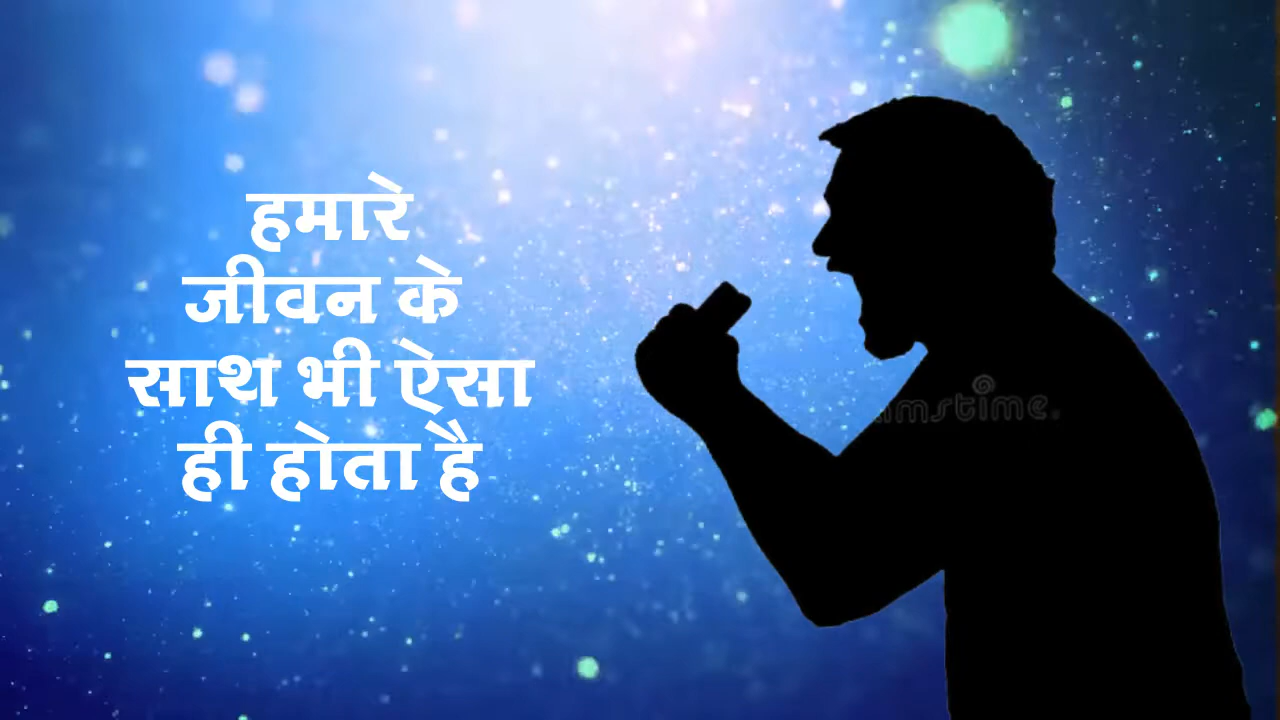 हमारे
जीवन के
साथ भी ऐसा
ही होता है